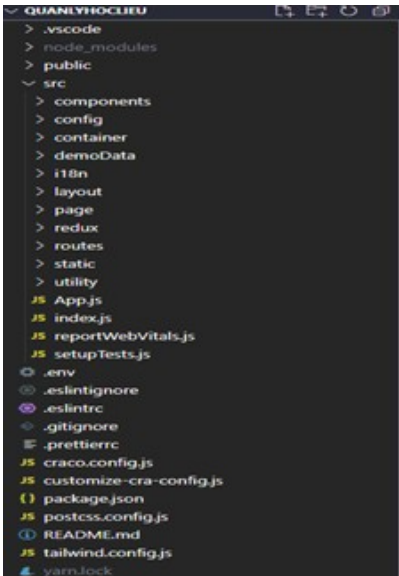 QUANLYHOCLIEU
.vscode
node_modules
public
src
components
config
container
demoData
i18n
layout
page
redux
routes
static
utility
JS App.js
JS index.js
JS reportWebVitals.js
JS setupTests.js
.env
.eslintignore
.eslintrc
.gitignore
.prettierrc
JS craco.config.js
JS customize-cra-config.js
{} package.json
JS postcss.config.js
README.md
JS tailwind.config.js
yarn.lock